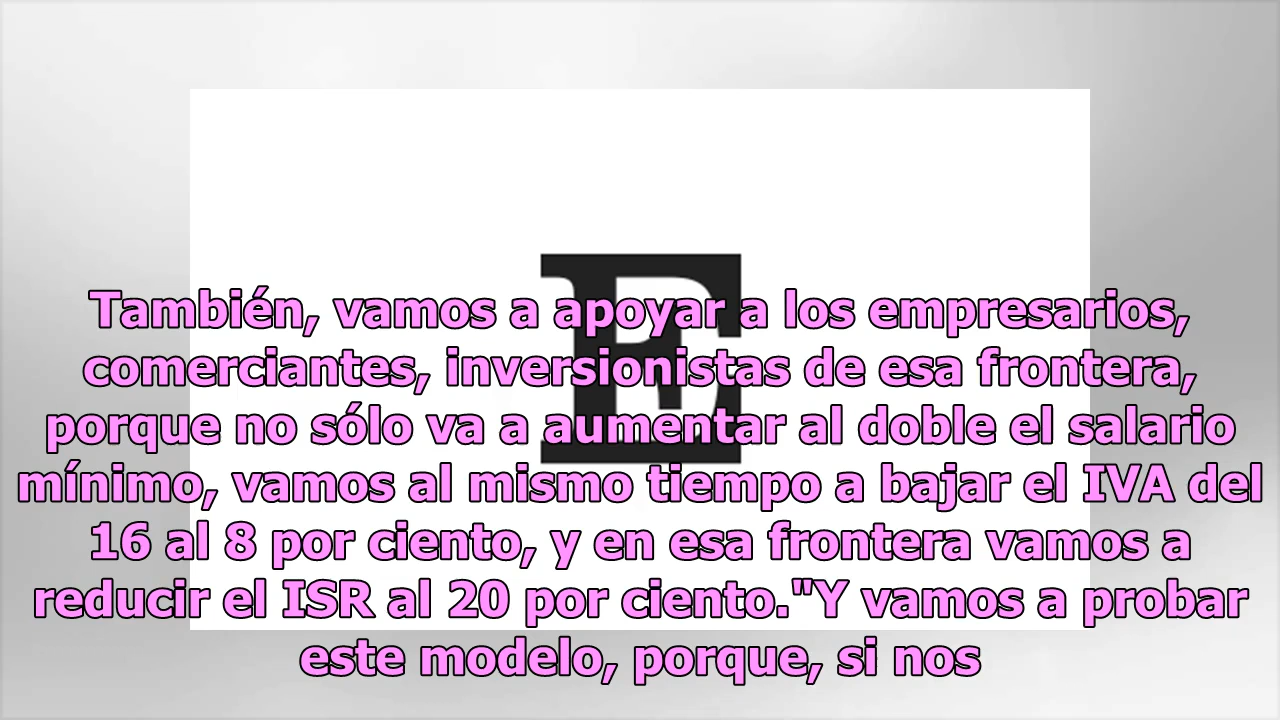 También, vamos a apoyar a los empresarios,
comerciantes, inversionistas de esa frontera,
porque no sólo va a aumentar al doble el salario
mínimo, vamos al mismo tiempo a bajar el IVA del
16 al 8 por ciento, y en esa frontera vamos a
reducir el ISR al 20 por ciento."Y vamos a probar
este modelo, porque, si nos
E